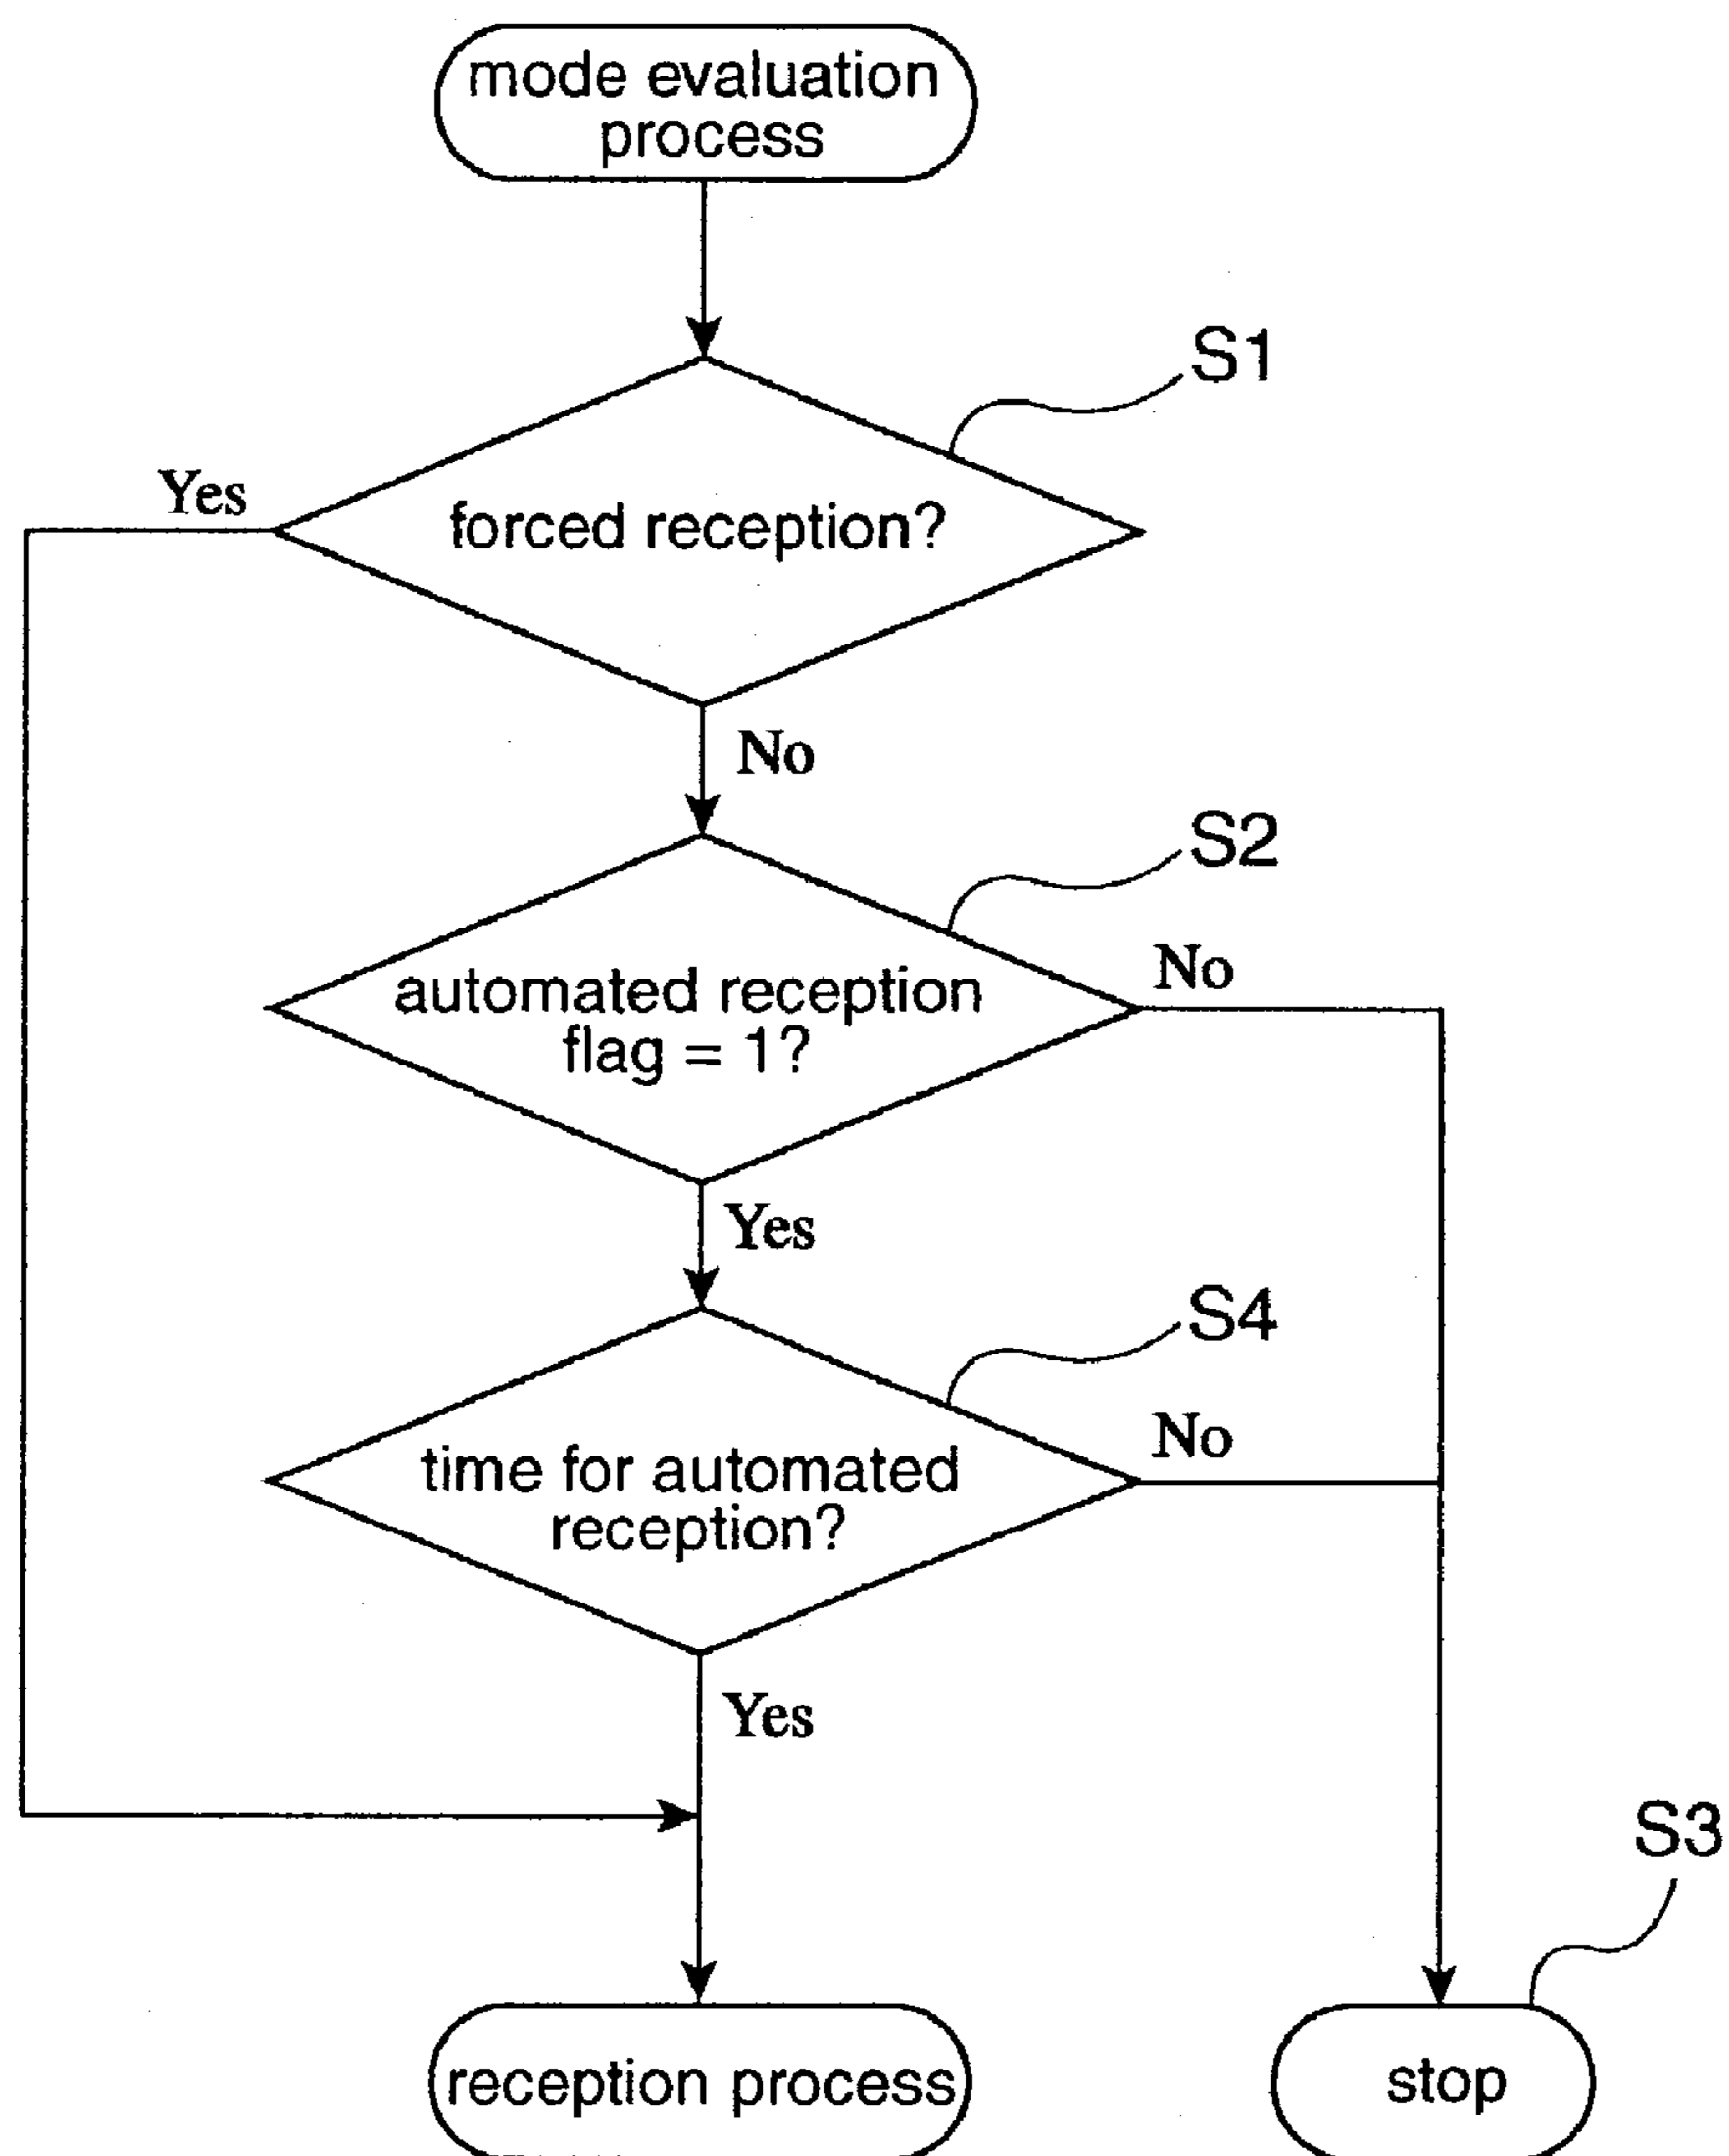 mode evaluation
process
S1
Yes
forced reception?
No
S2
No
automated reception
flag = 1?
Yes
S4
No
time for automated
reception?
Yes
S3
reception process
stop